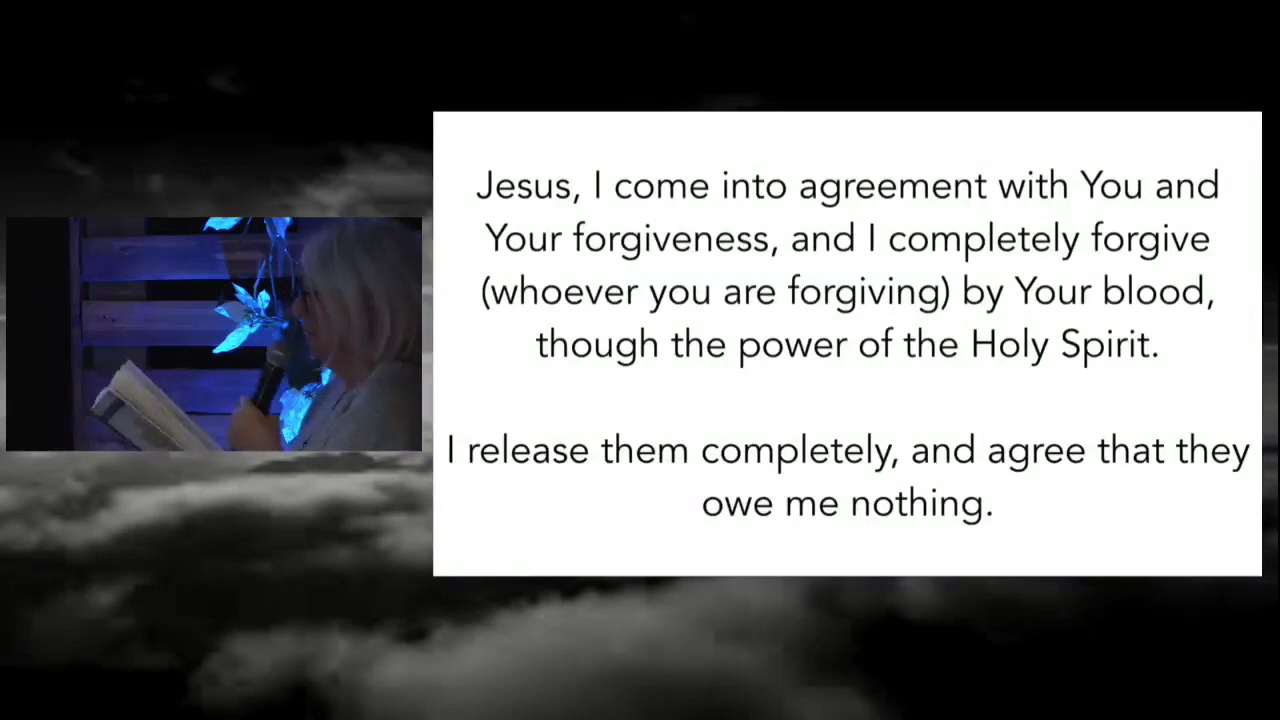 Jesus, I come into agreement with You and
Your forgiveness, and I completely forgive
(whoever you are forgiving) by Your blood,
though the power of the Holy Spirit.
I release them completely, and agree that they
owe me nothing.